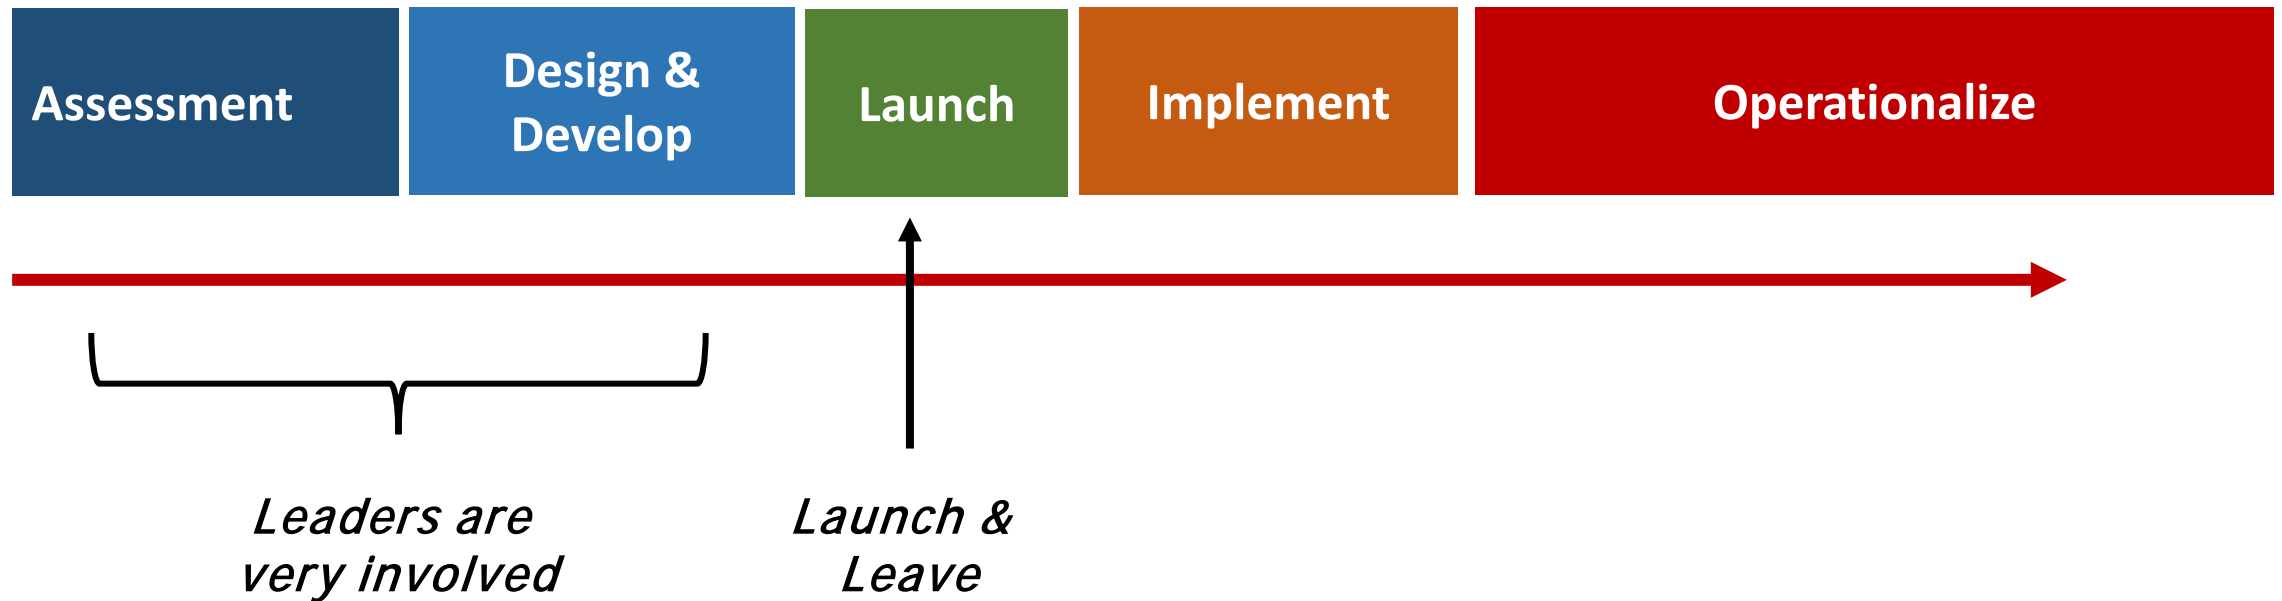 Assessment
Design &
Develop
Launch
Implement
Operationalize
Leaders are
very involved
Launch &
Leave